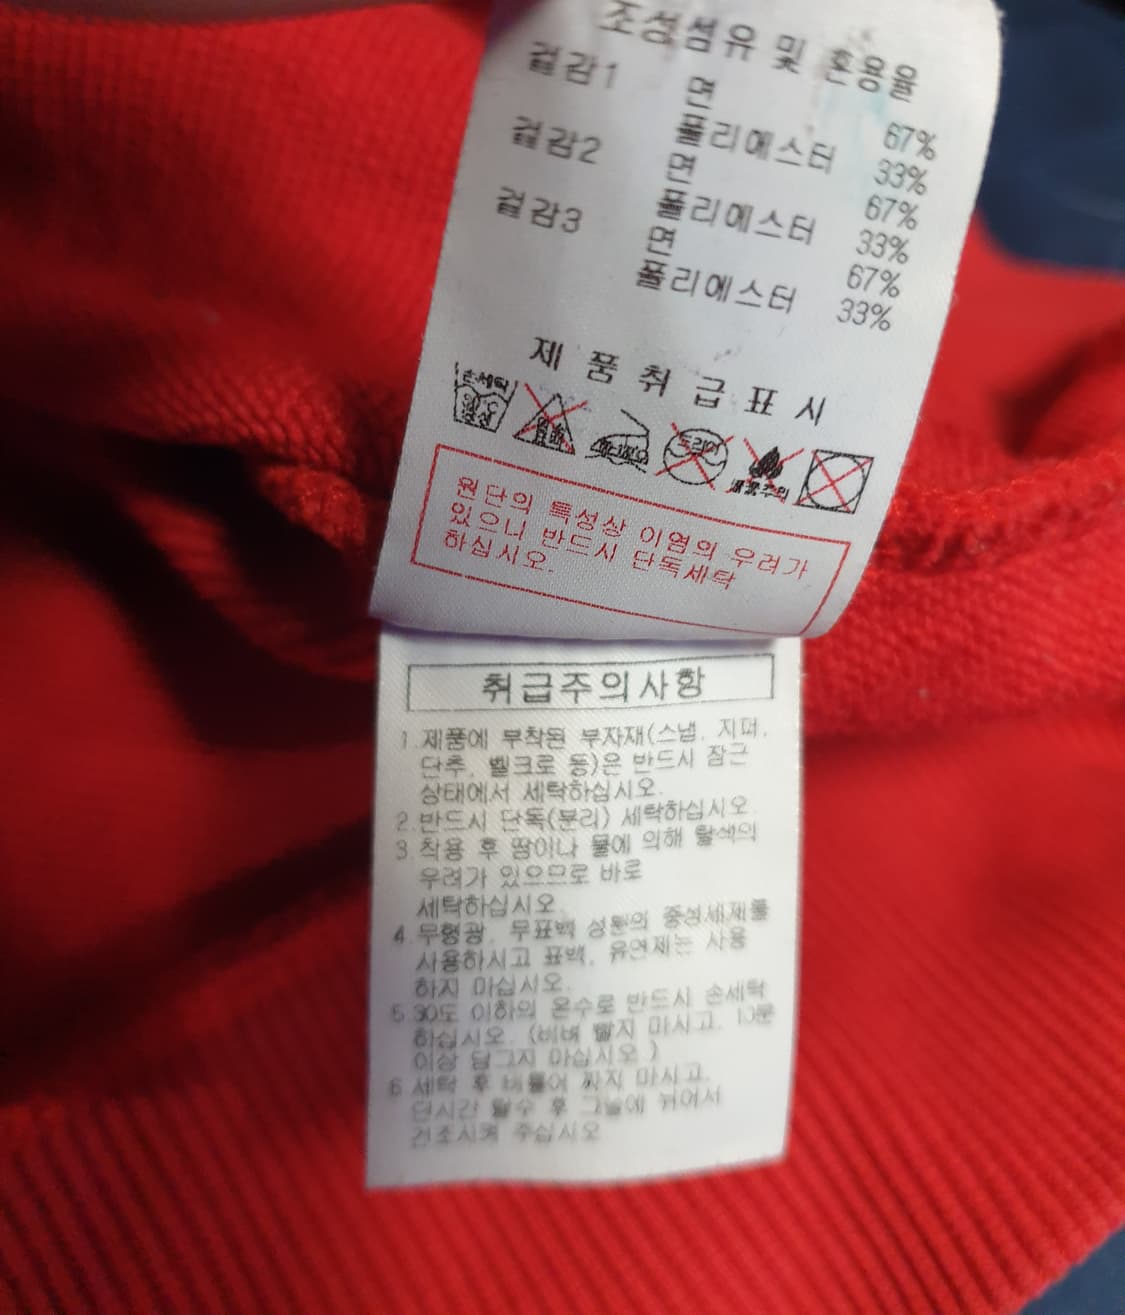 조성섬유 및 혼용율
겉감1 면 67%
폴리에스터 33%
겉감2 면 67%
폴리에스터 33%
겉감3 면 67%
폴리에스터 33%
제 품 취 급 표 시
손세탁
드라이
원단의 특성상 이염의 우려가
있으니 반드시 단독세탁
하십시오.
취급주의사항
1.제품에 부착된 부자재(스냅, 지퍼,
단추, 벨크로 등)은 반드시 잠근
상태에서 세탁하십시오.
2.반드시 단독(분리) 세탁하십시오.
3.착용 후 땀이나 물에 의해 탈색의
우려가 있으므로 바로
세탁하십시오.
4.무형광, 무표백 성분의 중성세제를
사용하시고 표백, 유연제는 사용
하지 마십시오.
5.30도 이하의 온수로 반드시 손세탁
하십시오. (비벼 빨지 마시고, 10분
이상 담그지 마십시오.)
6.세탁 후 비틀어 짜지 마시고,
단시간 탈수 후 그늘에 뉘어서
건조시켜 주십시오